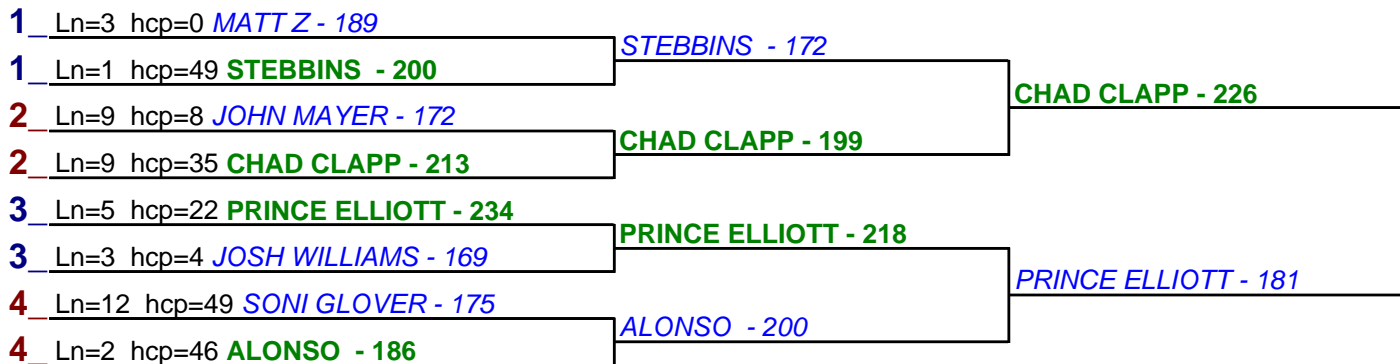 1_ Ln=3 hcp=0 MATT Z - 189
1_ Ln=1 hcp=49 STEBBINS - 200
2_ Ln=9 hcp=8 JOHN MAYER - 172
2_ Ln=9 hcp=35 CHAD CLAPP - 213
3_ Ln=5 hcp=22 PRINCE ELLIOTT - 234
3_ Ln=3 hcp=4 JOSH WILLIAMS - 169
4_ Ln=12 hcp=49 SONI GLOVER - 175
4_ Ln=2 hcp=46 ALONSO - 186
STEBBINS - 172
CHAD CLAPP - 199
PRINCE ELLIOTT - 218
ALONSO - 200
CHAD CLAPP - 226
PRINCE ELLIOTT - 181